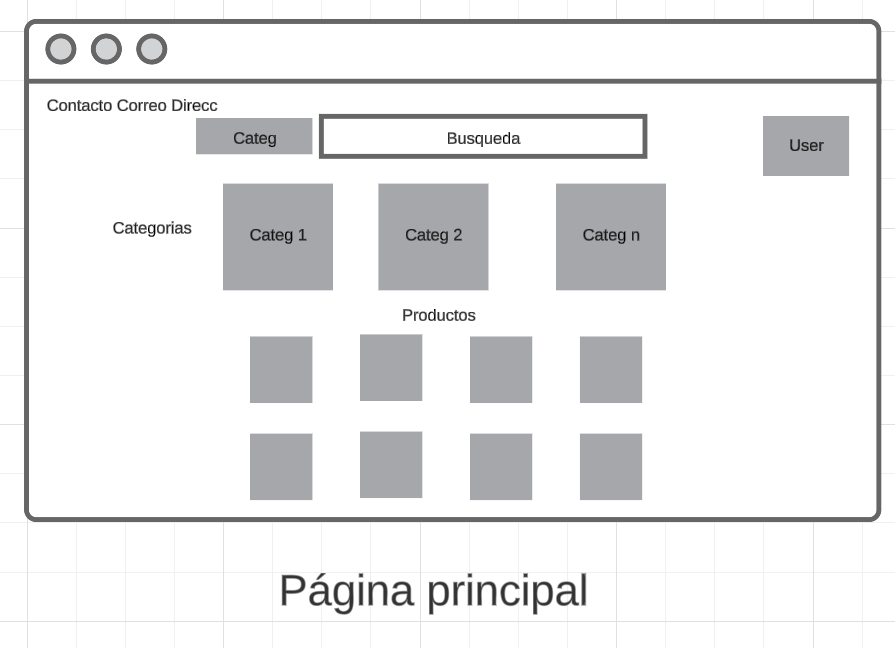 Contacto Correo Direcc
Categ
Busqueda
User
Categorias
Categ 1
Categ 2
Categ n
Productos
Página principal